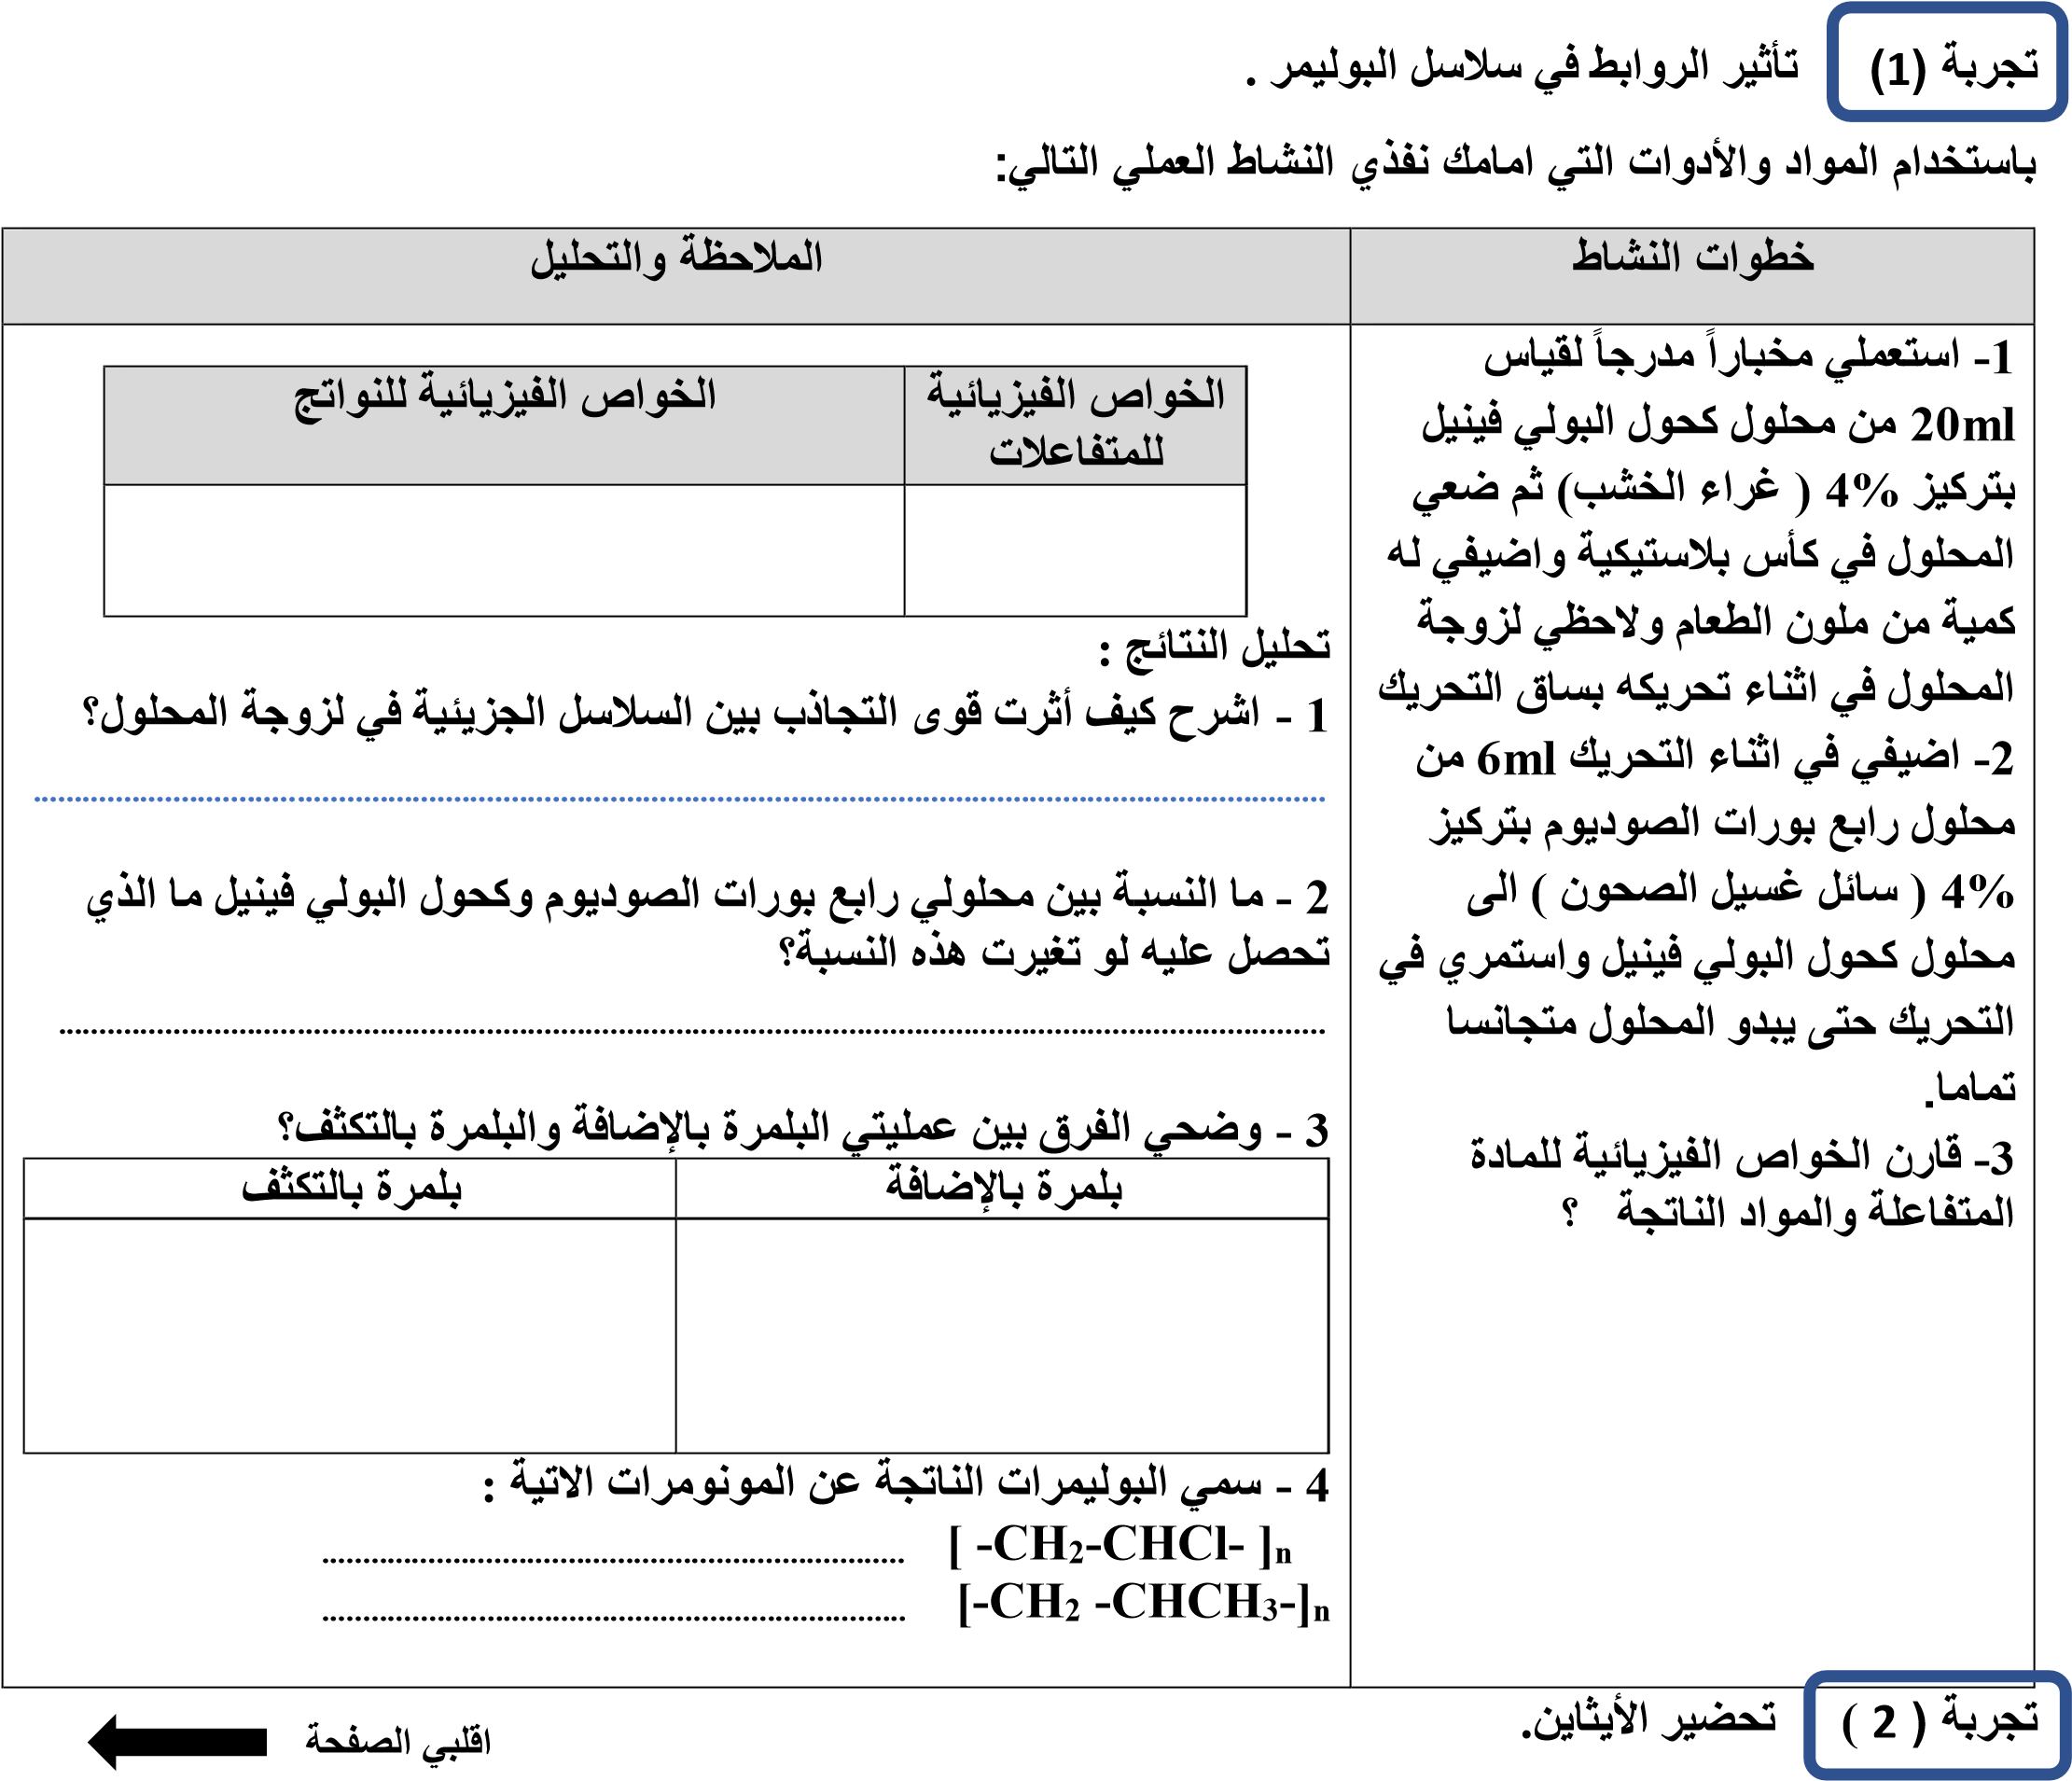 تجربة (1) تأثير الروابط في سلاسل البوليمر .
باستخدام المواد والأدوات التي امامك نفذي النشاط العملي التالي:
خطوات النشاط
1- استعملي مخباراً مدرجاً لقياس
20ml من محلول كحول البولي فينيل
بتركيز 4% ( غراء الخشب) ثم ضعي
المحلول في كأس بلاستيكية واضيفي له
كمية من ملون الطعام ولاحظي لزوجة
المحلول في اثناء تحريكه بساق التحريك
2- اضيفي في اثناء التحريك 6ml من
محلول رابع بورات الصوديوم بتركيز
4% ( سائل غسيل الصحون ) الى
محلول كحول البولي فينيل واستمري في
التحريك حتى يبدو المحلول متجانسا
تماما.
3- قارن الخواص الفيزيائية للمادة
المتفاعلة والمواد الناتجة ؟
الملاحظة والتحليل
الخواص الفيزيائية
للمتفاعلات
الخواص الفيزيائية للنواتج
تحليل النتائج :
1 - اشرح كيف أثرت قوى التجاذب بين السلاسل الجزيئية في لزوجة المحلول؟
2 - ما النسبة بين محلولي رابع بورات الصوديوم وكحول البولي فينيل ما الذي
تحصل عليه لو تغيرت هذه النسبة؟
3 - وضحي الفرق بين عمليتي البلمرة بالإضافة والبلمرة بالتكثف؟
بلمرة بالإضافة
بلمرة بالتكثف
4 - سمي البوليمرات الناتجة عن المونومرات الاتية :
[ -CH2-CHCl- ]n
[-CH2 -CHCH3-]n
تجربة ( 2 ) تحضير الأيثاين.
اقلبي الصفحة